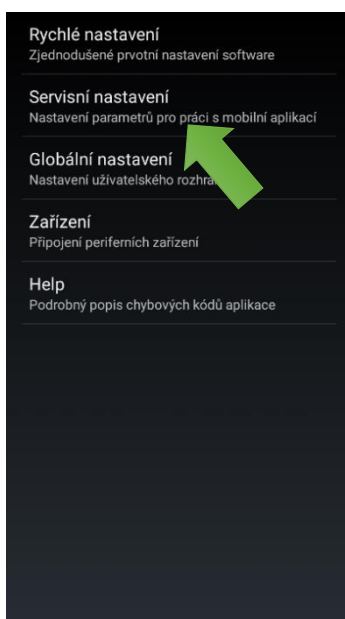 Rychlé nastavení
Zjednodušené prvotní nastavení software
Servisní nastavení
Nastavení parametrů pro práci s mobilní aplikací
Globální nastavení
Nastavení uživatelského
Zařízení
Připojení periferních zařízení
Help
Podrobný popis chybových kódů aplikace